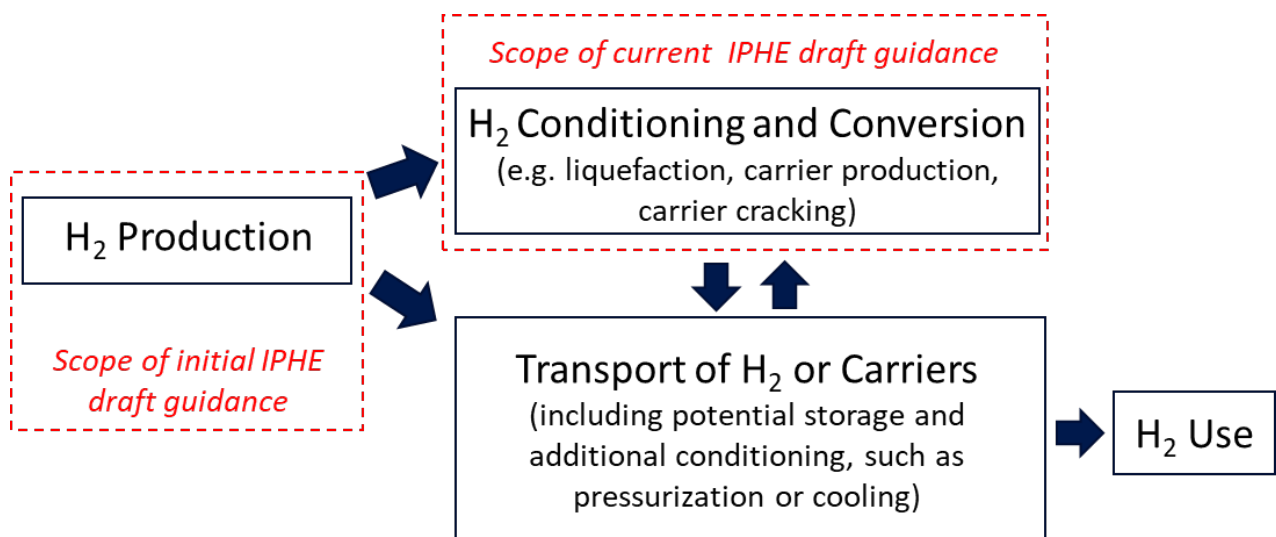 Scope of current  IPHE draft guidance
H₂ Conditioning and Conversion
(e.g. liquefaction, carrier production,
carrier cracking)
H₂ Production
Scope of initial IPHE
draft guidance
Transport of H₂ or Carriers
(including potential storage and
additional conditioning, such as
pressurization or cooling)
H₂ Use